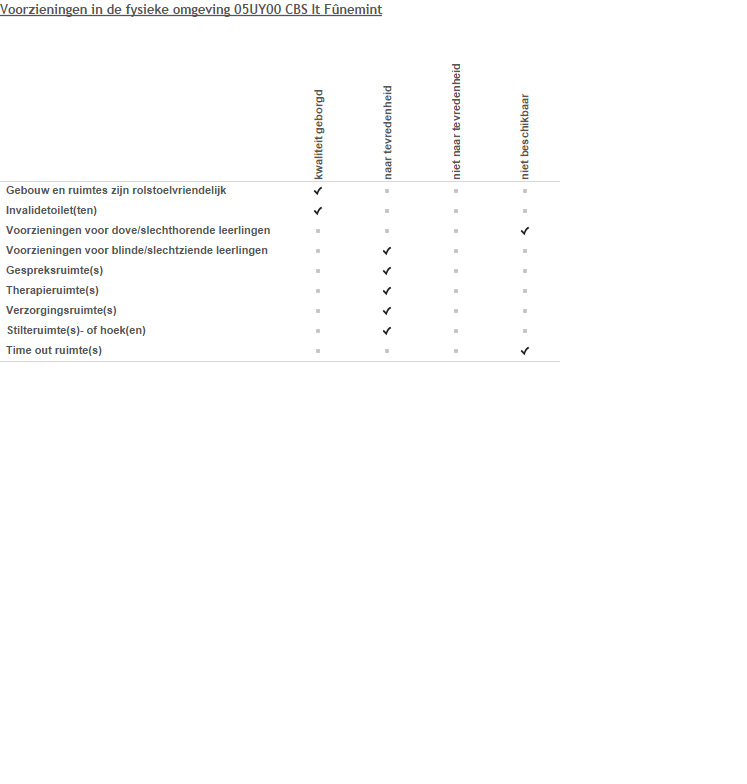 Voorzieningen in de fysieke omgeving 05UY00 CBS It Fûnemint
kwaliteit geborgd
naar tevredenheid
niet naar tevredenheid
niet beschikbaar
Gebouw en ruimtes zijn rolstoelvriendelijk
Invalidetoilet(ten)
Voorzieningen voor dove/slechthorende leerlingen
Voorzieningen voor blinde/slechtziende leerlingen
Gespreksruimte(s)
Therapieruimte(s)
Verzorgingsruimte(s)
Stilteruimte(s)- of hoek(en)
Time out ruimte(s)